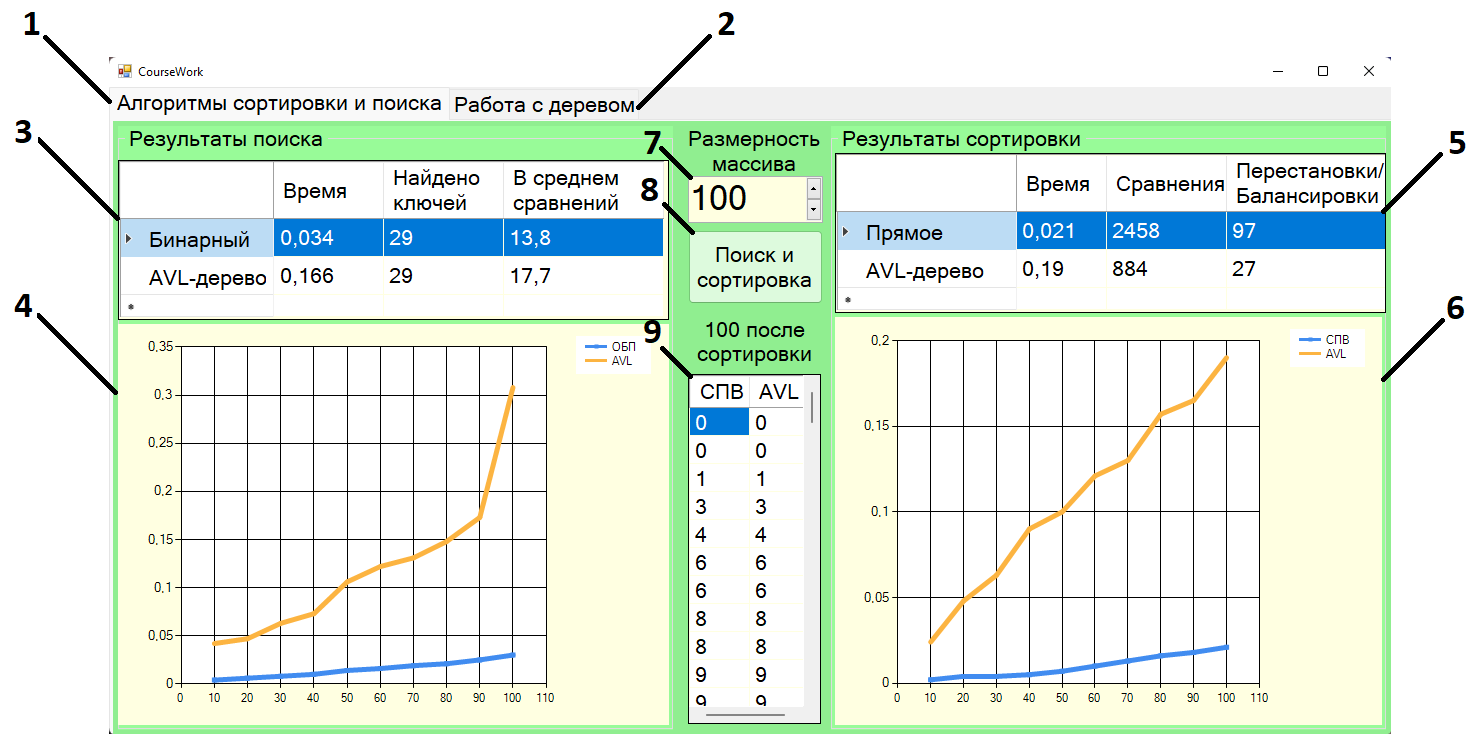 1
2
CourseWork
Алгоритмы сортировки и поиска
Работа с деревом
3
Результаты поиска
Время
Найдено ключей
В среднем сравнений
Бинарный 0,034 29 13,8
AVL-дерево 0,166 29 17,7
*
4
0,35
0,3
0,25
0,2
0,15
0,1
0,05
0
0 10 20 30 40 50 60 70 80 90 100 110
ОБП
AVL
7
Размерность
массива
100
8
Поиск и
сортировка
9
100 после
сортировки
СПВ AVL
0 0
0 0
1 1
3 3
4 4
6 6
6 6
8 8
8 8
9 9
9 9
5
Результаты сортировки
Время
Сравнения
Перестановки/
Балансировки
Прямое 0,021 2458 97
AVL-дерево 0,19 884 27
*
6
0,2
0,15
0,1
0,05
0
0 10 20 30 40 50 60 70 80 90 100 110
СПВ
AVL